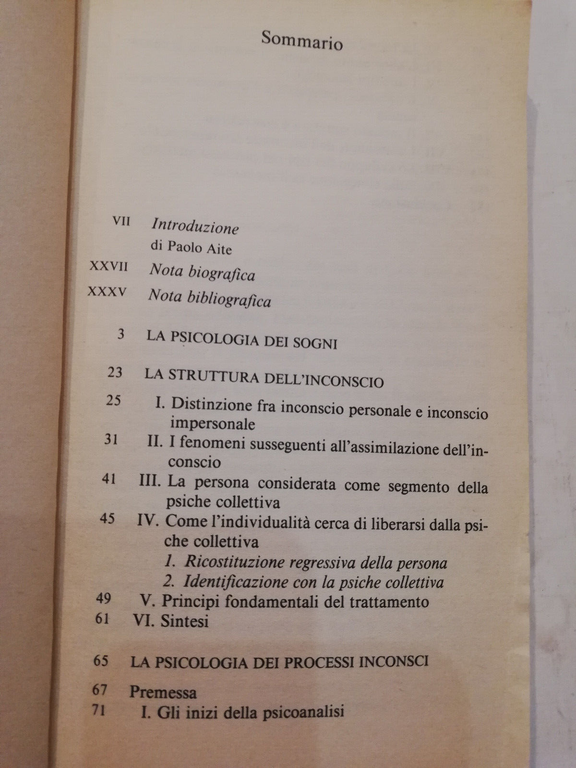 Sommario
VII Introduzione
di Paolo Aite
XXVII Nota biografica
XXXV Nota bibliografica
3 LA PSICOLOGIA DEI SOGNI
23 LA STRUTTURA DELL'INCONSCIO
25 I. Distinzione fra inconscio personale e inconscio
impersonale
31 II. I fenomeni susseguenti all'assimilazione dell'in-
conscio
41 III. La persona considerata come segmento della
psiche collettiva
45 IV. Come l'individualità cerca di liberarsi dalla psi-
che collettiva
1. Ricostituzione regressiva della persona
2. Identificazione con la psiche collettiva
49 V. Principi fondamentali del trattamento
61 VI. Sintesi
65 LA PSICOLOGIA DEI PROCESSI INCONSCI
67 Premessa
71 I. Gli inizi della psicoanalisi